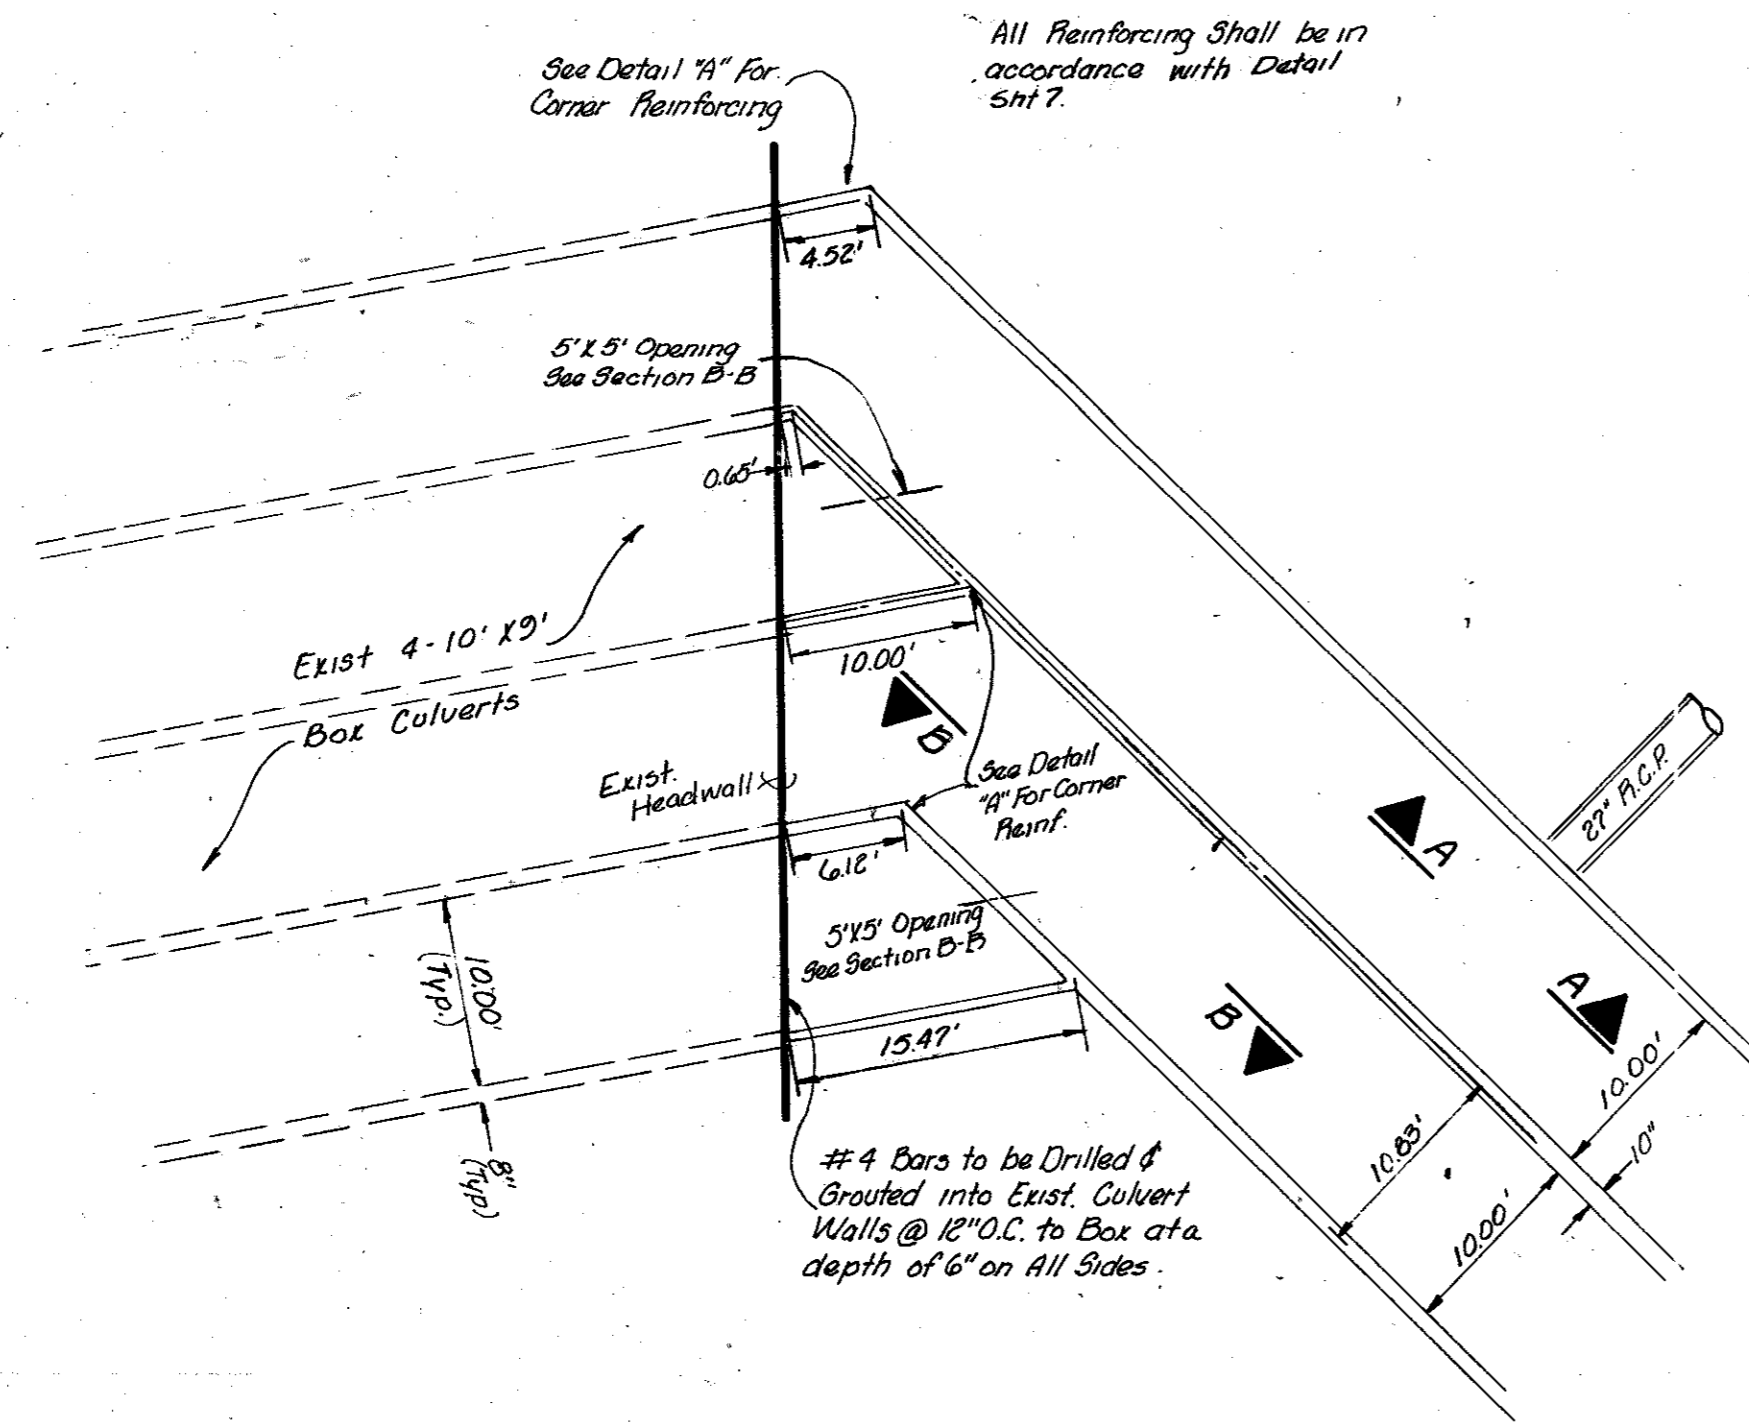 All Reinforcing Shall be in
accordance with Detail
Sht 7.
See Detail "A" For
Corner Reinforcing
4.52'
5'X5' Opening
See Section B-B
0.65'
Exist 4-10' X9'
Box Culverts
10.00'
B
Exist.
Headwall
See Detail
"A" For Corner
Reinf.
27" R.C.P.
A
6.12'
5'X5' Opening
See Section B-B
10.00'
(Typ.)
15.47'
B
A
10.00'
10"
10.83'
10.00'
8"
(Typ)
#4 Bars to be Drilled &
Grouted into Exist. Culvert
Walls @ 12" O.C. to Box at a
depth of 6" on All Sides.